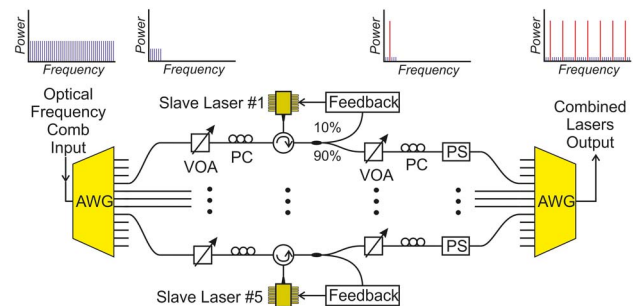 Power
Frequency
Power
Frequency
Power
Frequency
Power
Frequency
Optical
Frequency
Comb
Input
Slave Laser #1
Feedback
Combined
Lasers
Output
10%
90%
VOA
PC
VOA
PC
PS
AWG
AWG
PS
Slave Laser #5
Feedback